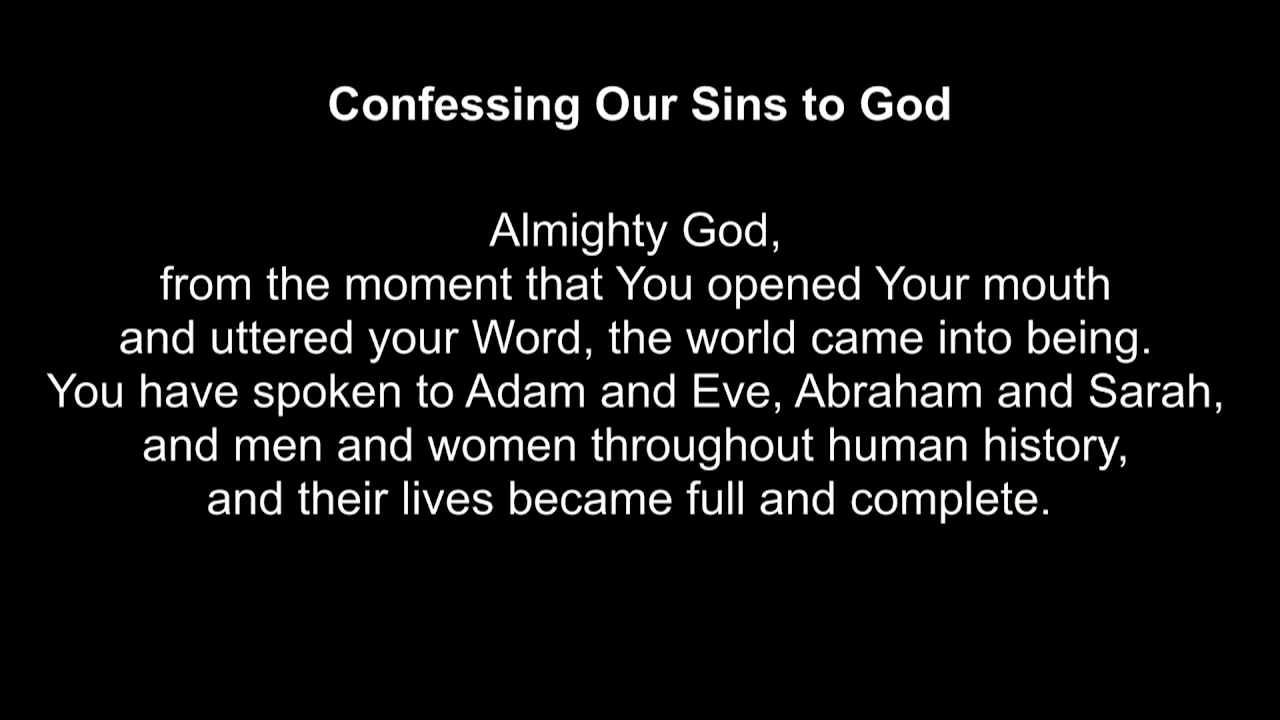 Confessing Our Sins to God
Almighty God,
from the moment that You opened Your mouth
and uttered your Word, the world came into being.
You have spoken to Adam and Eve, Abraham and Sarah,
and men and women throughout human history,
and their lives became full and complete.